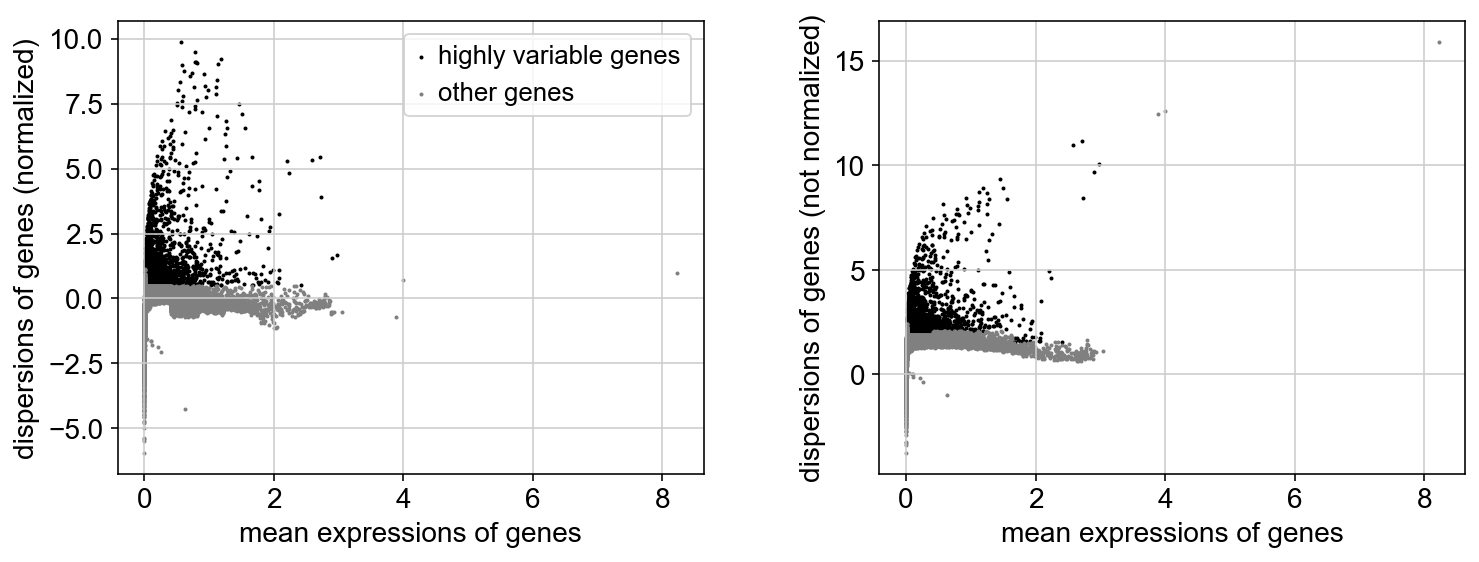 dispersions of genes (normalized)
10.0
7.5
5.0
2.5
0.0
−2.5
−5.0
highly variable genes
other genes
0 2 4 6 8
mean expressions of genes
dispersions of genes (not normalized)
15
10
5
0
0 2 4 6 8
mean expressions of genes